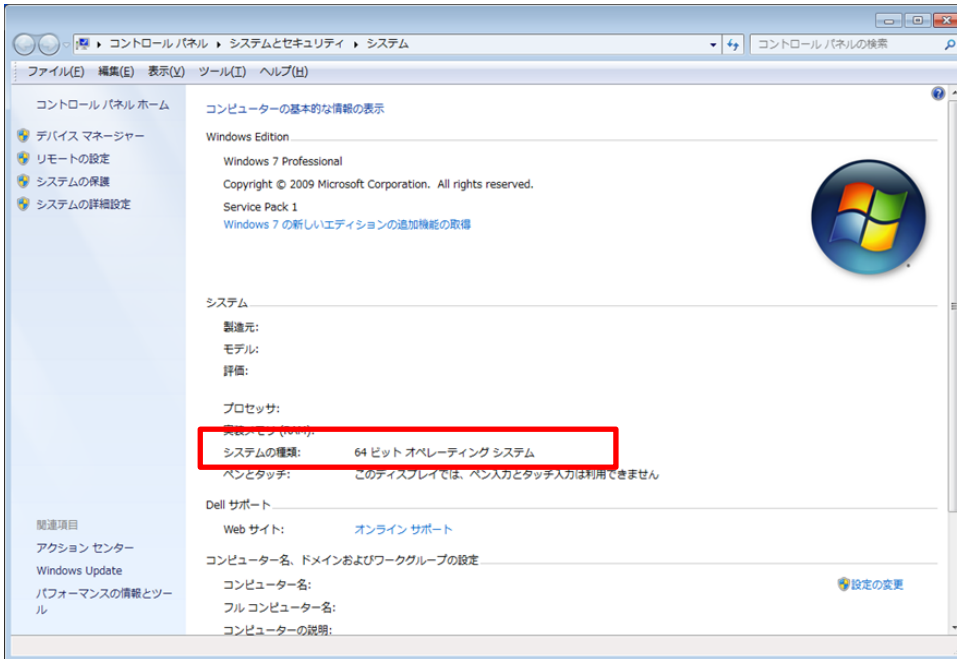 コントロール パネル ▸ システムとセキュリティ ▸ システム
コントロール パネルの検索
ファイル(F) 編集(E) 表示(V) ツール(T) ヘルプ(H)
コントロール パネル ホーム
デバイス マネージャー
リモートの設定
システムの保護
システムの詳細設定
コンピューターの基本的な情報の表示
Windows Edition
Windows 7 Professional
Copyright © 2009 Microsoft Corporation. All rights reserved.
Service Pack 1
Windows 7 の新しいエディションの追加機能の取得
システム
製造元:
モデル:
評価:
プロセッサ:
実装メモリ (RAM):
システムの種類: 64 ビット オペレーティング システム
ペンとタッチ: このディスプレイでは、ペン入力とタッチ入力は利用できません
Dell サポート
Web サイト: オンライン サポート
コンピューター名、ドメインおよびワークグループの設定
コンピューター名:
設定の変更
フル コンピューター名:
コンピューターの説明:
関連項目
アクション センター
Windows Update
パフォーマンスの情報とツー
ル